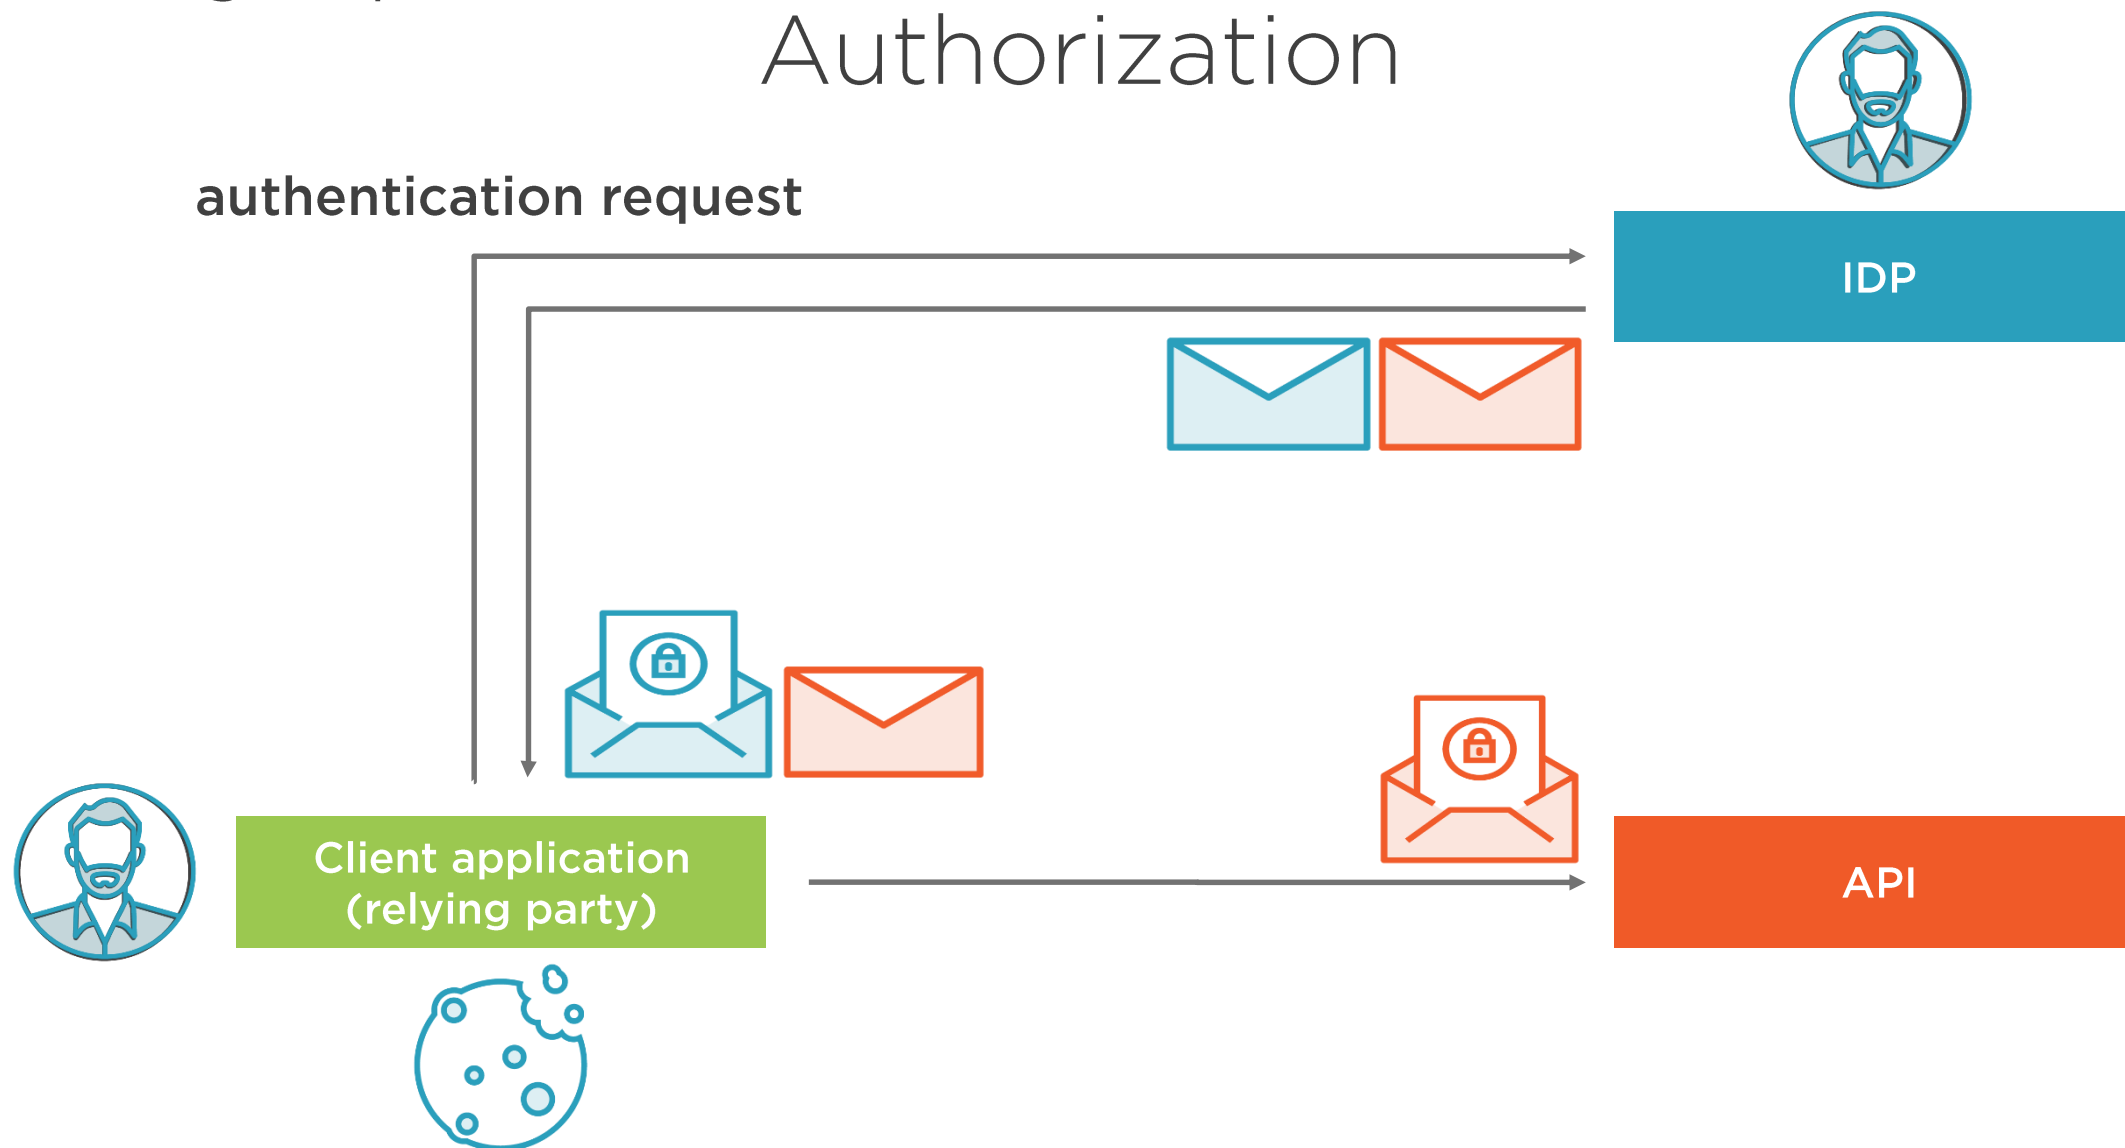 Authorization
authentication request
IDP
Client application
(relying party)
API